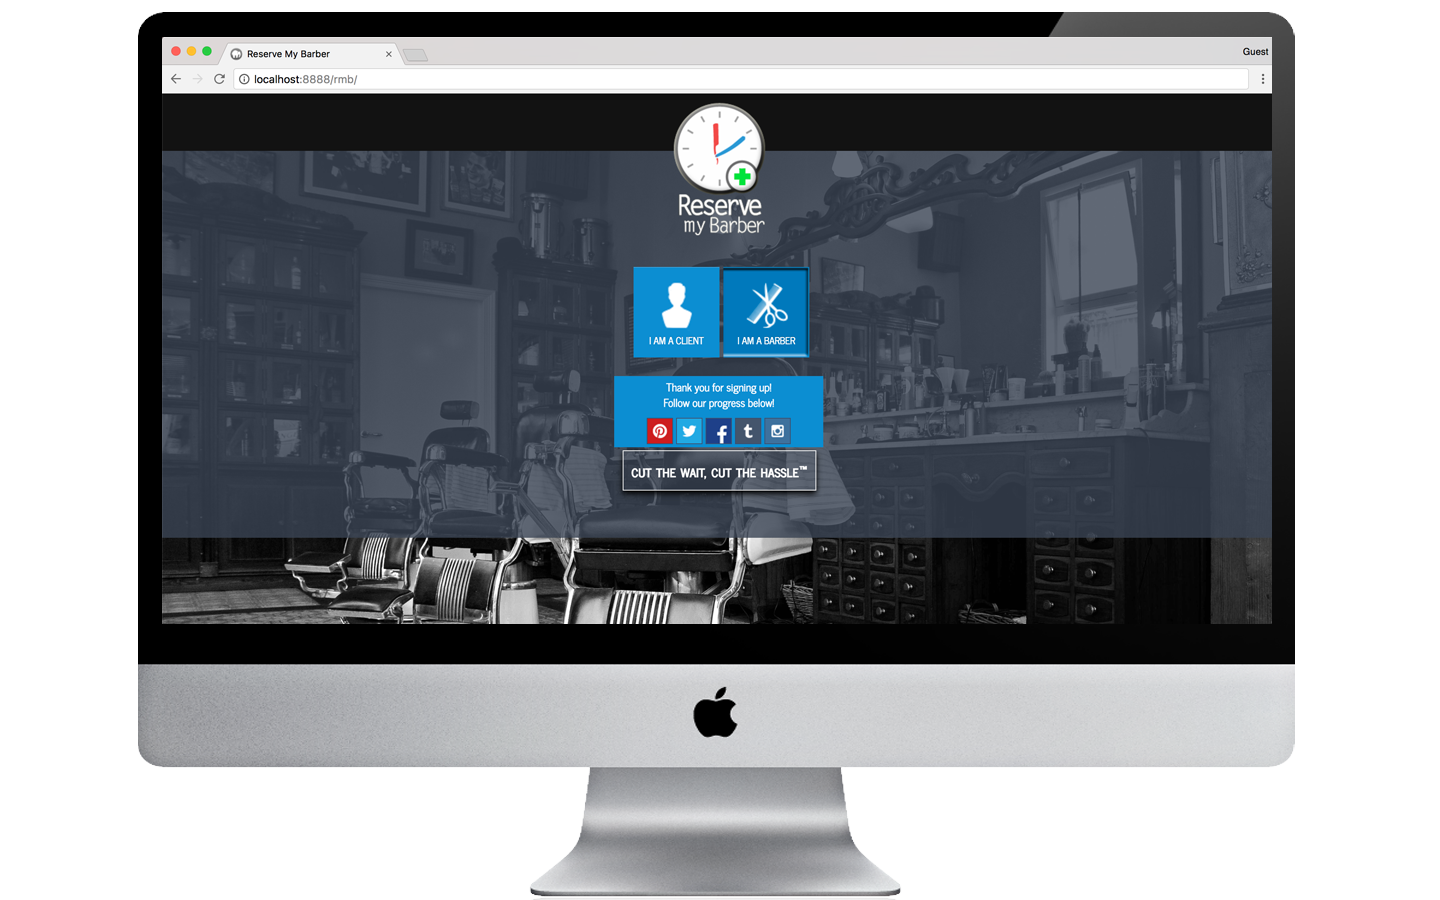 Reserve My Barber
Guest
localhost:8888/rmb/
Reserve
my Barber
I AM A CLIENT
I AM A BARBER
Thank you for signing up!
Follow our progress below!
CUT THE WAIT, CUT THE HASSLE™